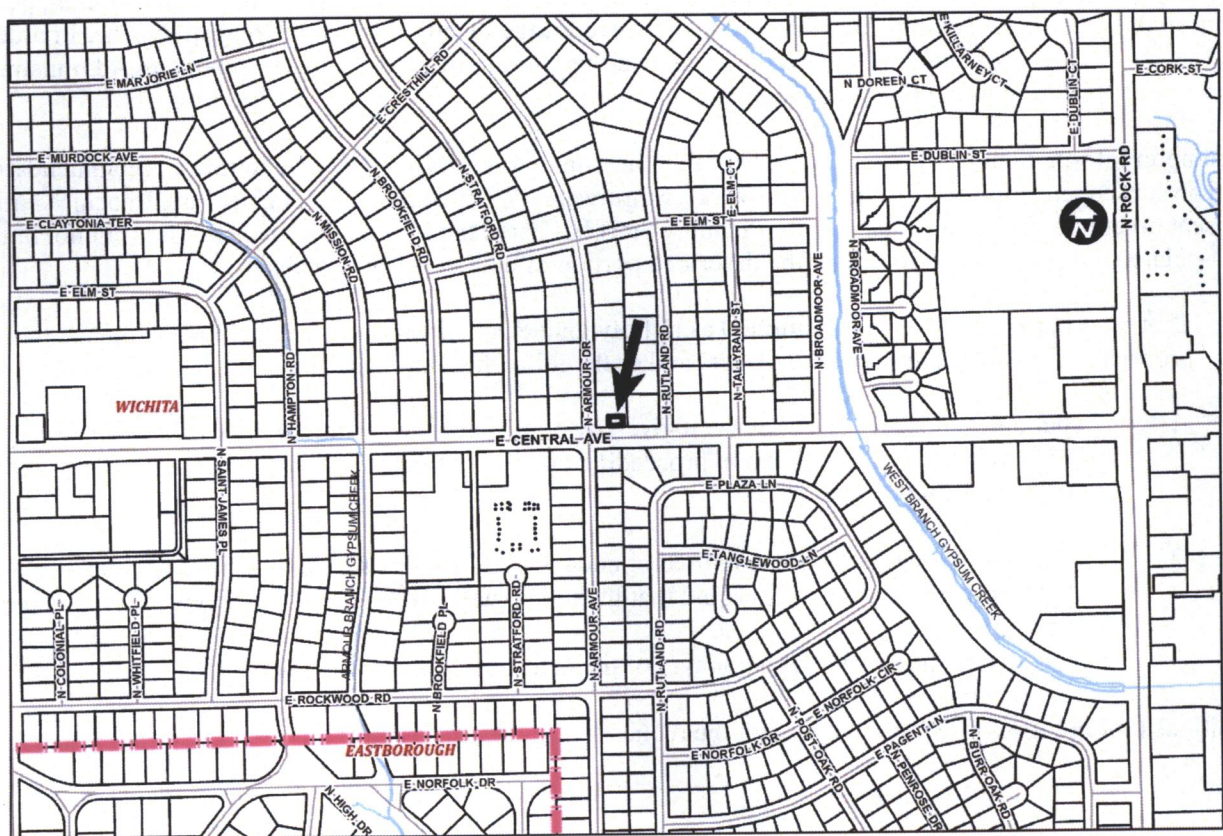 E MARJORIE LN
E CRESTHILL RD
E KILLARNEY CT
N DOREEN CT
E DUBLIN CT
E CORK ST
E MURDOCK AVE
N BROOKFIELD RD
N STRATFORD RD
E ELM CT
E DUBLIN ST
N ROCK RD
E CLAYTONIA TER
N MISSION RD
E ELM ST
N
E ELM ST
N HAMPTON RD
N ARMOUR DR
N RUTLAND RD
N TALLYRAND ST
N BROADMOOR AVE
N BROADMOOR AVE
WICHITA
E CENTRAL AVE
N SAINT JAMES PL
ARMOUR BRANCH GYPSUM CREEK
E PLAZA LN
WEST BRANCH GYPSUM CREEK
E TANGLEWOOD LN
N COLONIAL PL
N WHITFIELD PL
N BROOKFIELD PL
N STRATFORD RD
N ARMOUR AVE
N RUTLAND RD
E ROCKWOOD RD
E NORFOLK CIR
EASTBOROUGH
E NORFOLK DR
N POST OAK RD
E PAGENT LN
N BURR OAK RD
N PENROSE DR
E NORFOLK DR
N HIGH DR